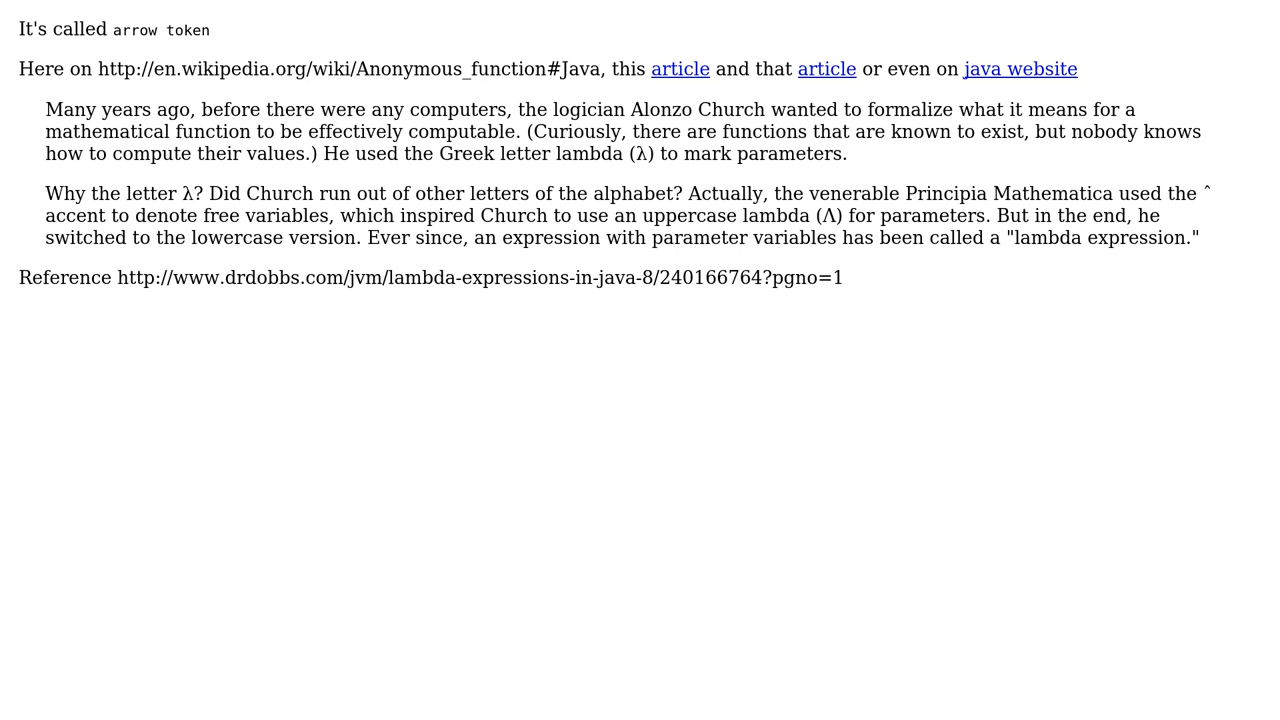 It's called arrow token
Here on http://en.wikipedia.org/wiki/Anonymous_function#Java, this article and that article or even on java website
Many years ago, before there were any computers, the logician Alonzo Church wanted to formalize what it means for a
mathematical function to be effectively computable. (Curiously, there are functions that are known to exist, but nobody knows
how to compute their values.) He used the Greek letter lambda (λ) to mark parameters.
Why the letter λ? Did Church run out of other letters of the alphabet? Actually, the venerable Principia Mathematica used the ˆ
accent to denote free variables, which inspired Church to use an uppercase lambda (Λ) for parameters. But in the end, he
switched to the lowercase version. Ever since, an expression with parameter variables has been called a "lambda expression."
Reference http://www.drdobbs.com/jvm/lambda-expressions-in-java-8/240166764?pgno=1